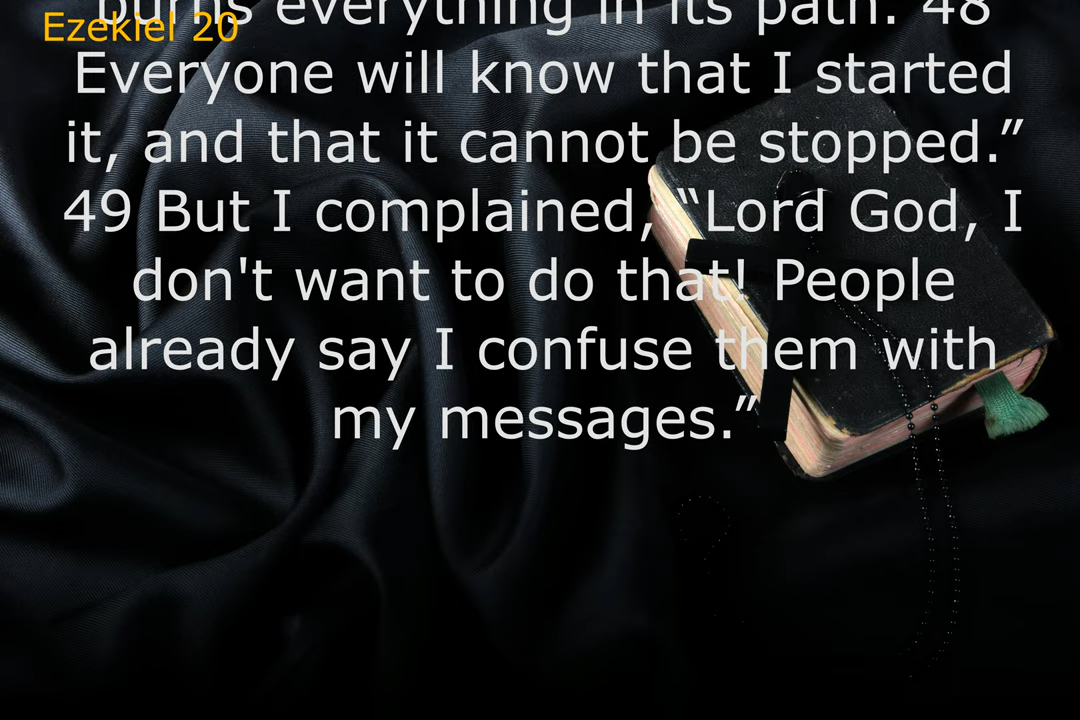 burns everything in its path. 48
Ezekiel 20
Everyone will know that I started
it, and that it cannot be stopped.”
49 But I complained, “Lord God, I
don't want to do that! People
already say I confuse them with
my messages.”